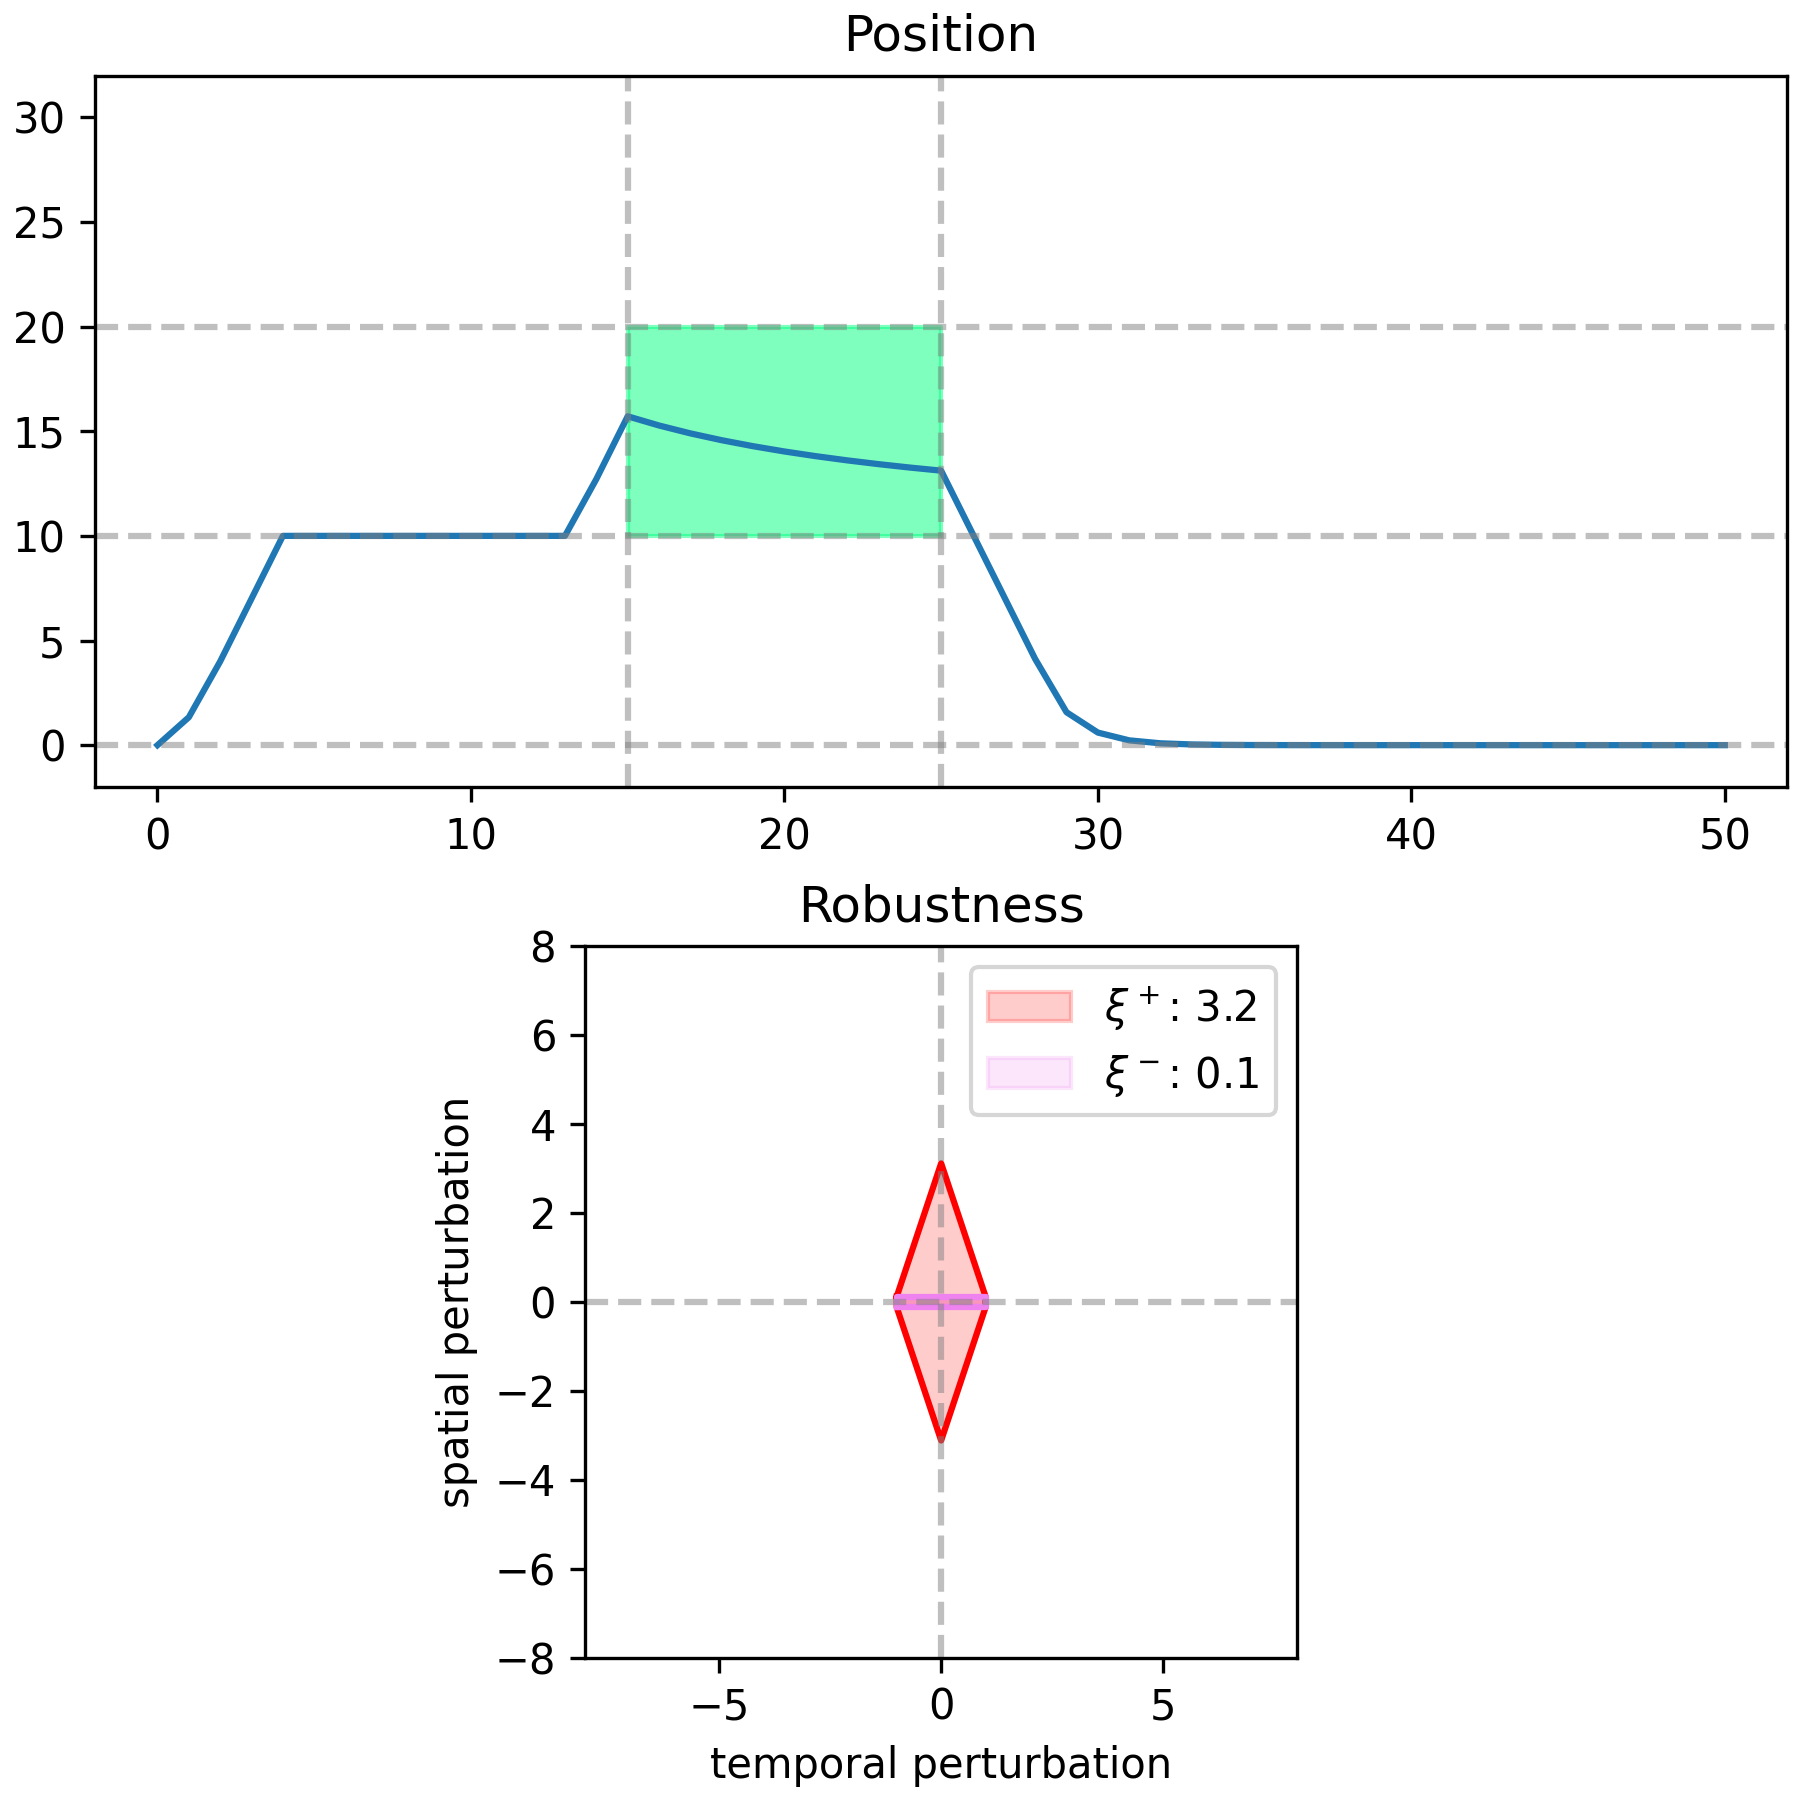 Position
30
25
20
15
10
5
0
0 10 20 30 40 50
Robustness
8
6
4
2
0
−2
−4
−6
−8
spatial perturbation
ξ⁺: 3.2
ξ⁻: 0.1
−5 0 5
temporal perturbation